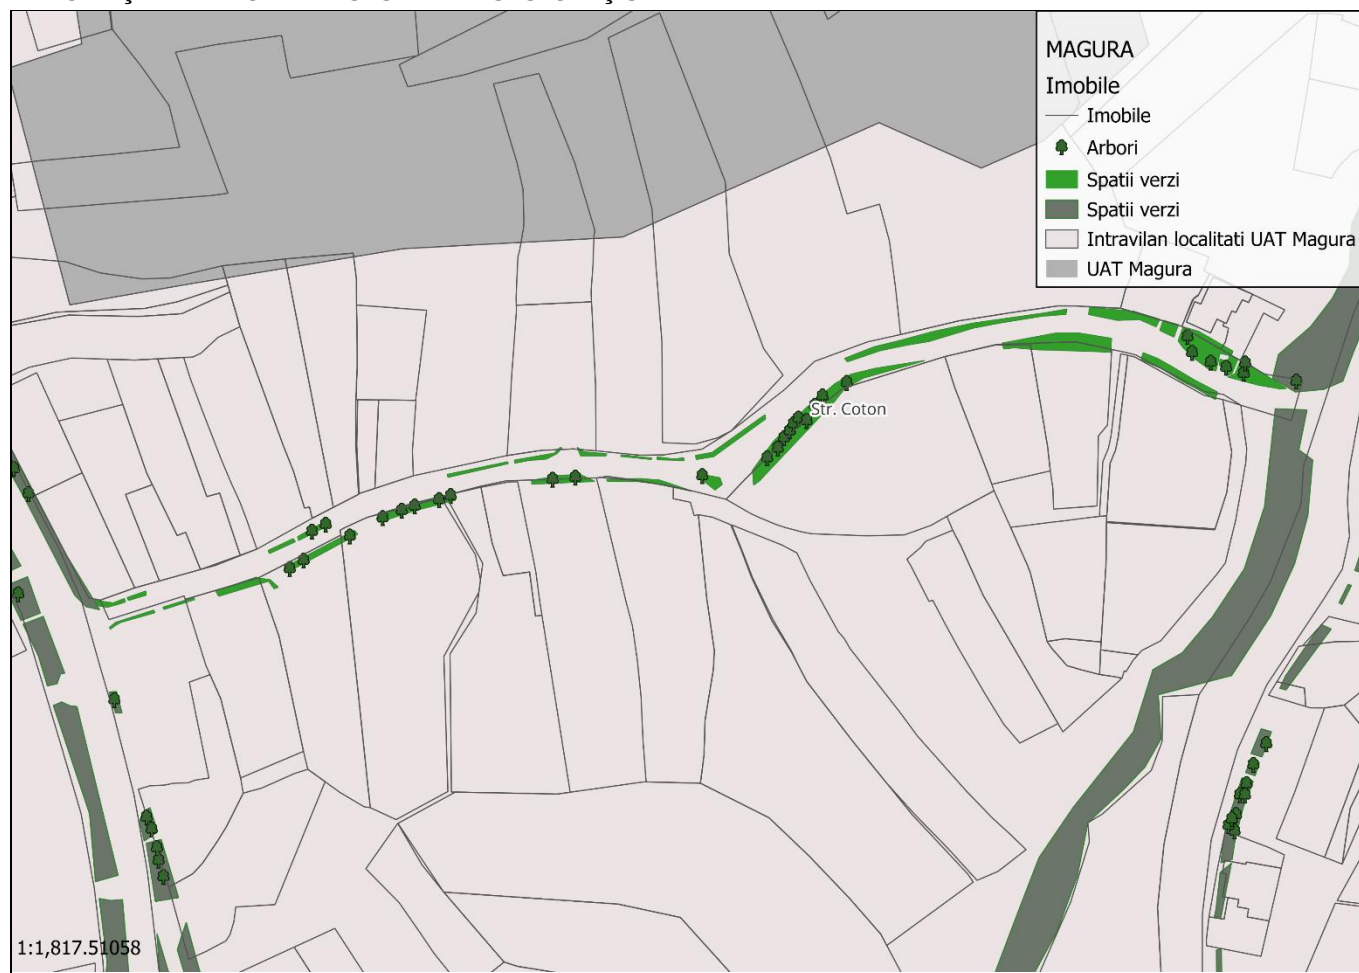 MAGURA
Imobile
Imobile
Arbori
Spatii verzi
Spatii verzi
Intravilan localitati UAT Magura
UAT Magura
Str. Coton
1:1,817.51058